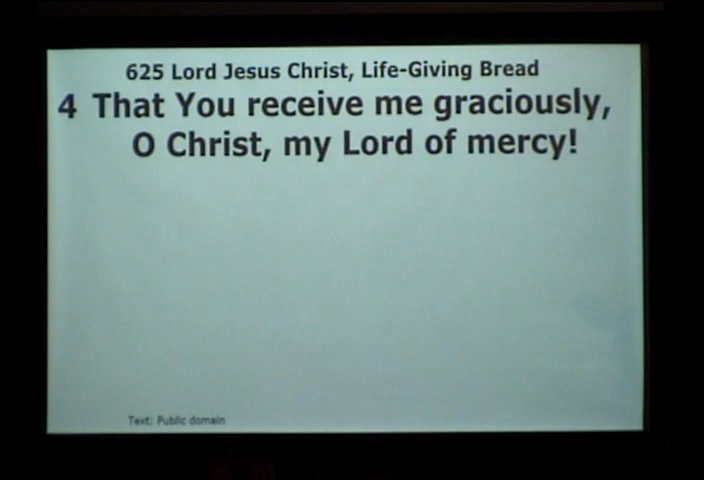 625 Lord Jesus Christ, Life-Giving Bread
4 That You receive me graciously,
O Christ, my Lord of mercy!
Text: Public domain